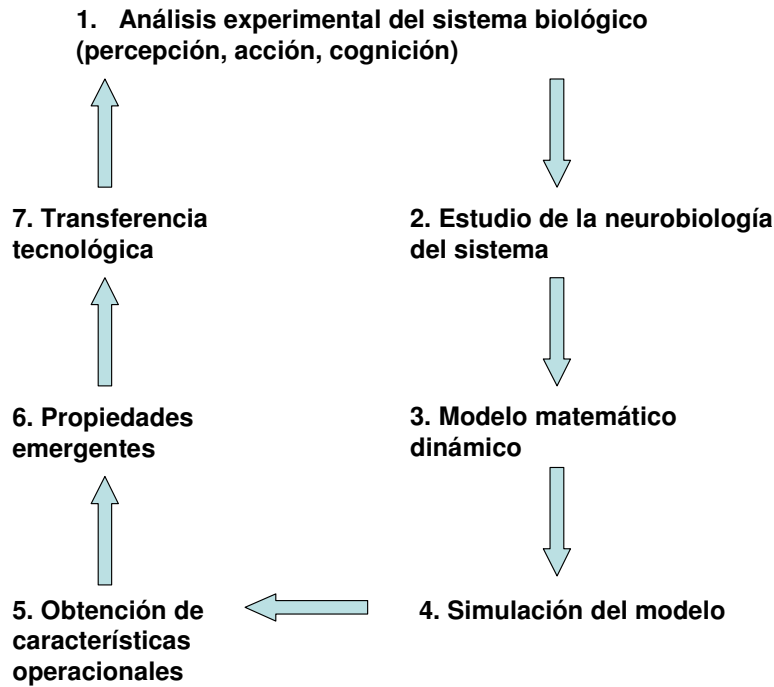 1. Análisis experimental del sistema biológico
(percepción, acción, cognición)
2. Estudio de la neurobiología
del sistema
3. Modelo matemático
dinámico
4. Simulación del modelo
5. Obtención de
características
operacionales
6. Propiedades
emergentes
7. Transferencia
tecnológica